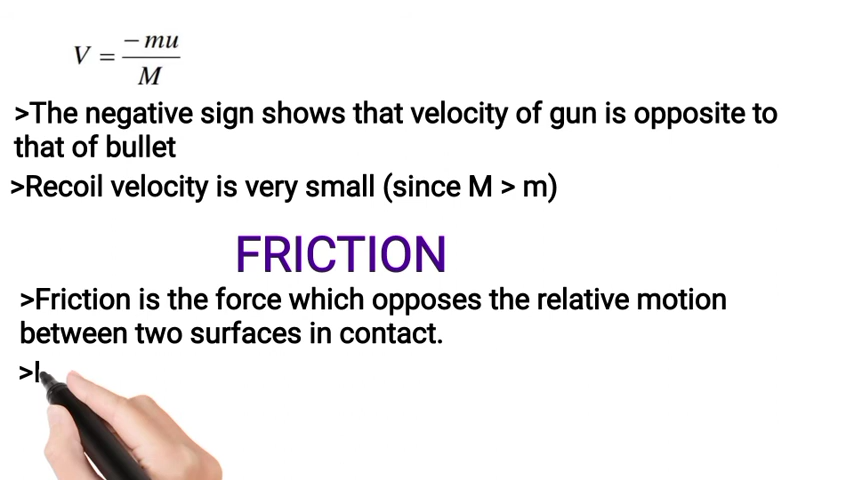 V = −mu/M
>The negative sign shows that velocity of gun is opposite to
that of bullet
>Recoil velocity is very small (since M > m)
FRICTION
>Friction is the force which opposes the relative motion
between two surfaces in contact.
>